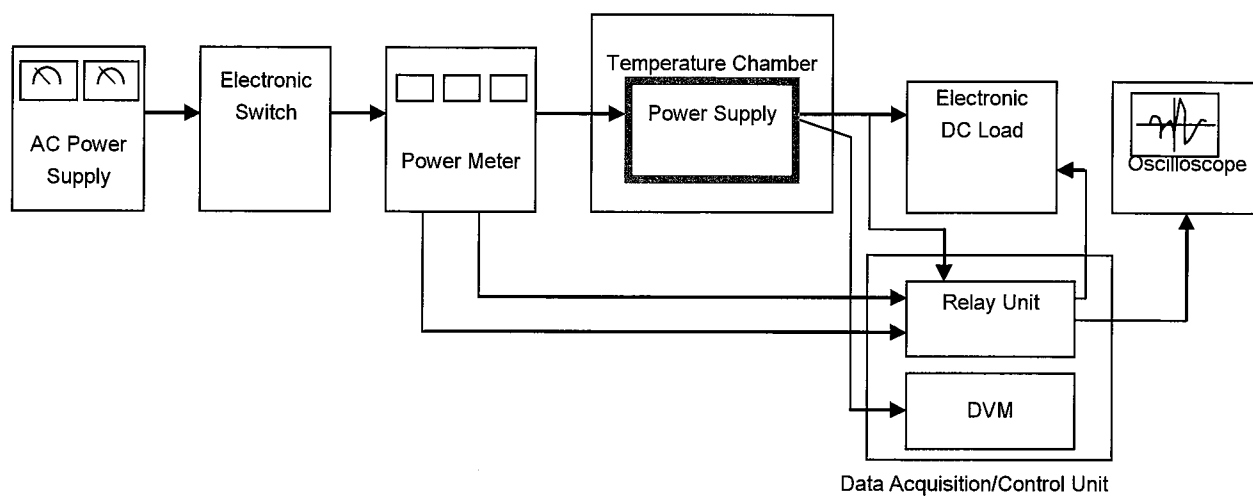 AC Power
Supply
Electronic
Switch
Power Meter
Temperature Chamber
Power Supply
Electronic
DC Load
Oscilloscope
Relay Unit
DVM
Data Acquisition/Control Unit